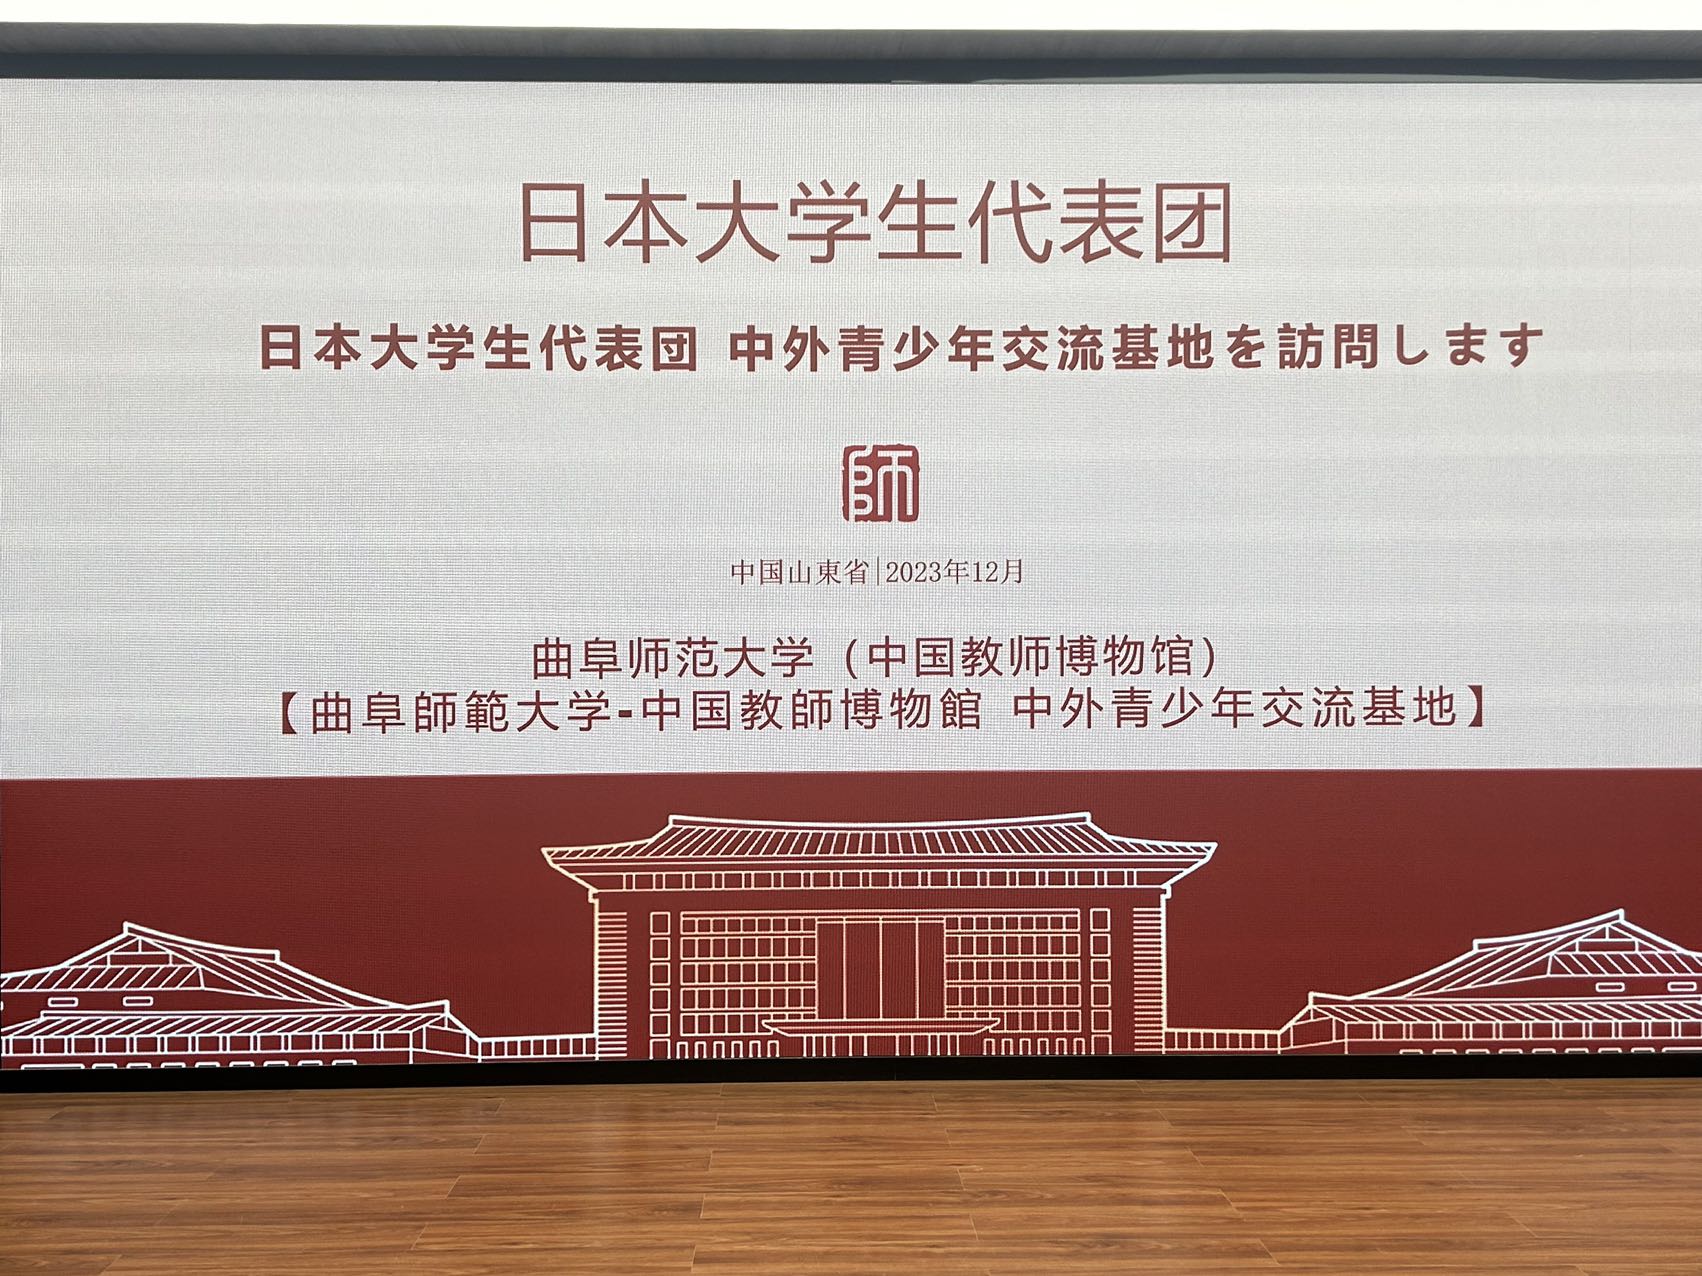 日本大学生代表团
日本大学生代表団 中外青少年交流基地を訪問します
師
中国山東省|2023年12月
曲阜师范大学（中国教师博物馆）
【曲阜師範大学-中国教師博物館 中外青少年交流基地】